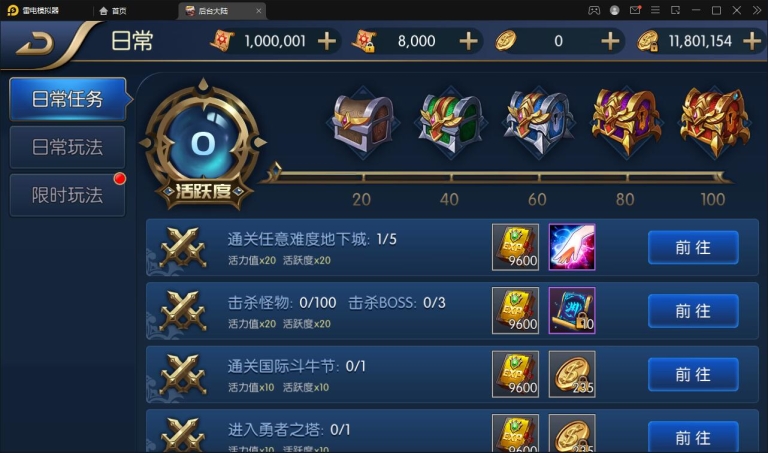 雷电模拟器 首页 后台大陆
日常 1,000,001 8,000 0 11,801,154
日常任务
日常玩法
限时玩法
0
活跃度
20 40 60 80 100
通关任意难度地下城: 1/5
活力值x20 活跃度x20
EXP 9600
前往
击杀怪物: 0/100 击杀BOSS: 0/3
活力值x20 活跃度x20
EXP 9600 10
前往
通关国际斗牛节: 0/1
活力值x10 活跃度x10
EXP 9600 235
前往
进入勇者之塔: 0/1
活力值x10 活跃度x10
EXP 9600 235
前往